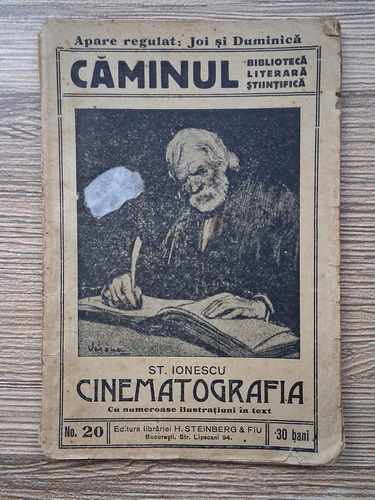 Apare regulat: Joi și Duminică
CĂMINUL
BIBLIOTECĂ
LITERARĂ
ȘTIINȚIFICĂ
Verona
ST. IONESCU
CINEMATOGRAFIA
Cu numeroase ilustrațiuni în text
No. 20
Editura librăriei H. STEINBERG & FIU
București. Str. Lipscani 94.
30 bani